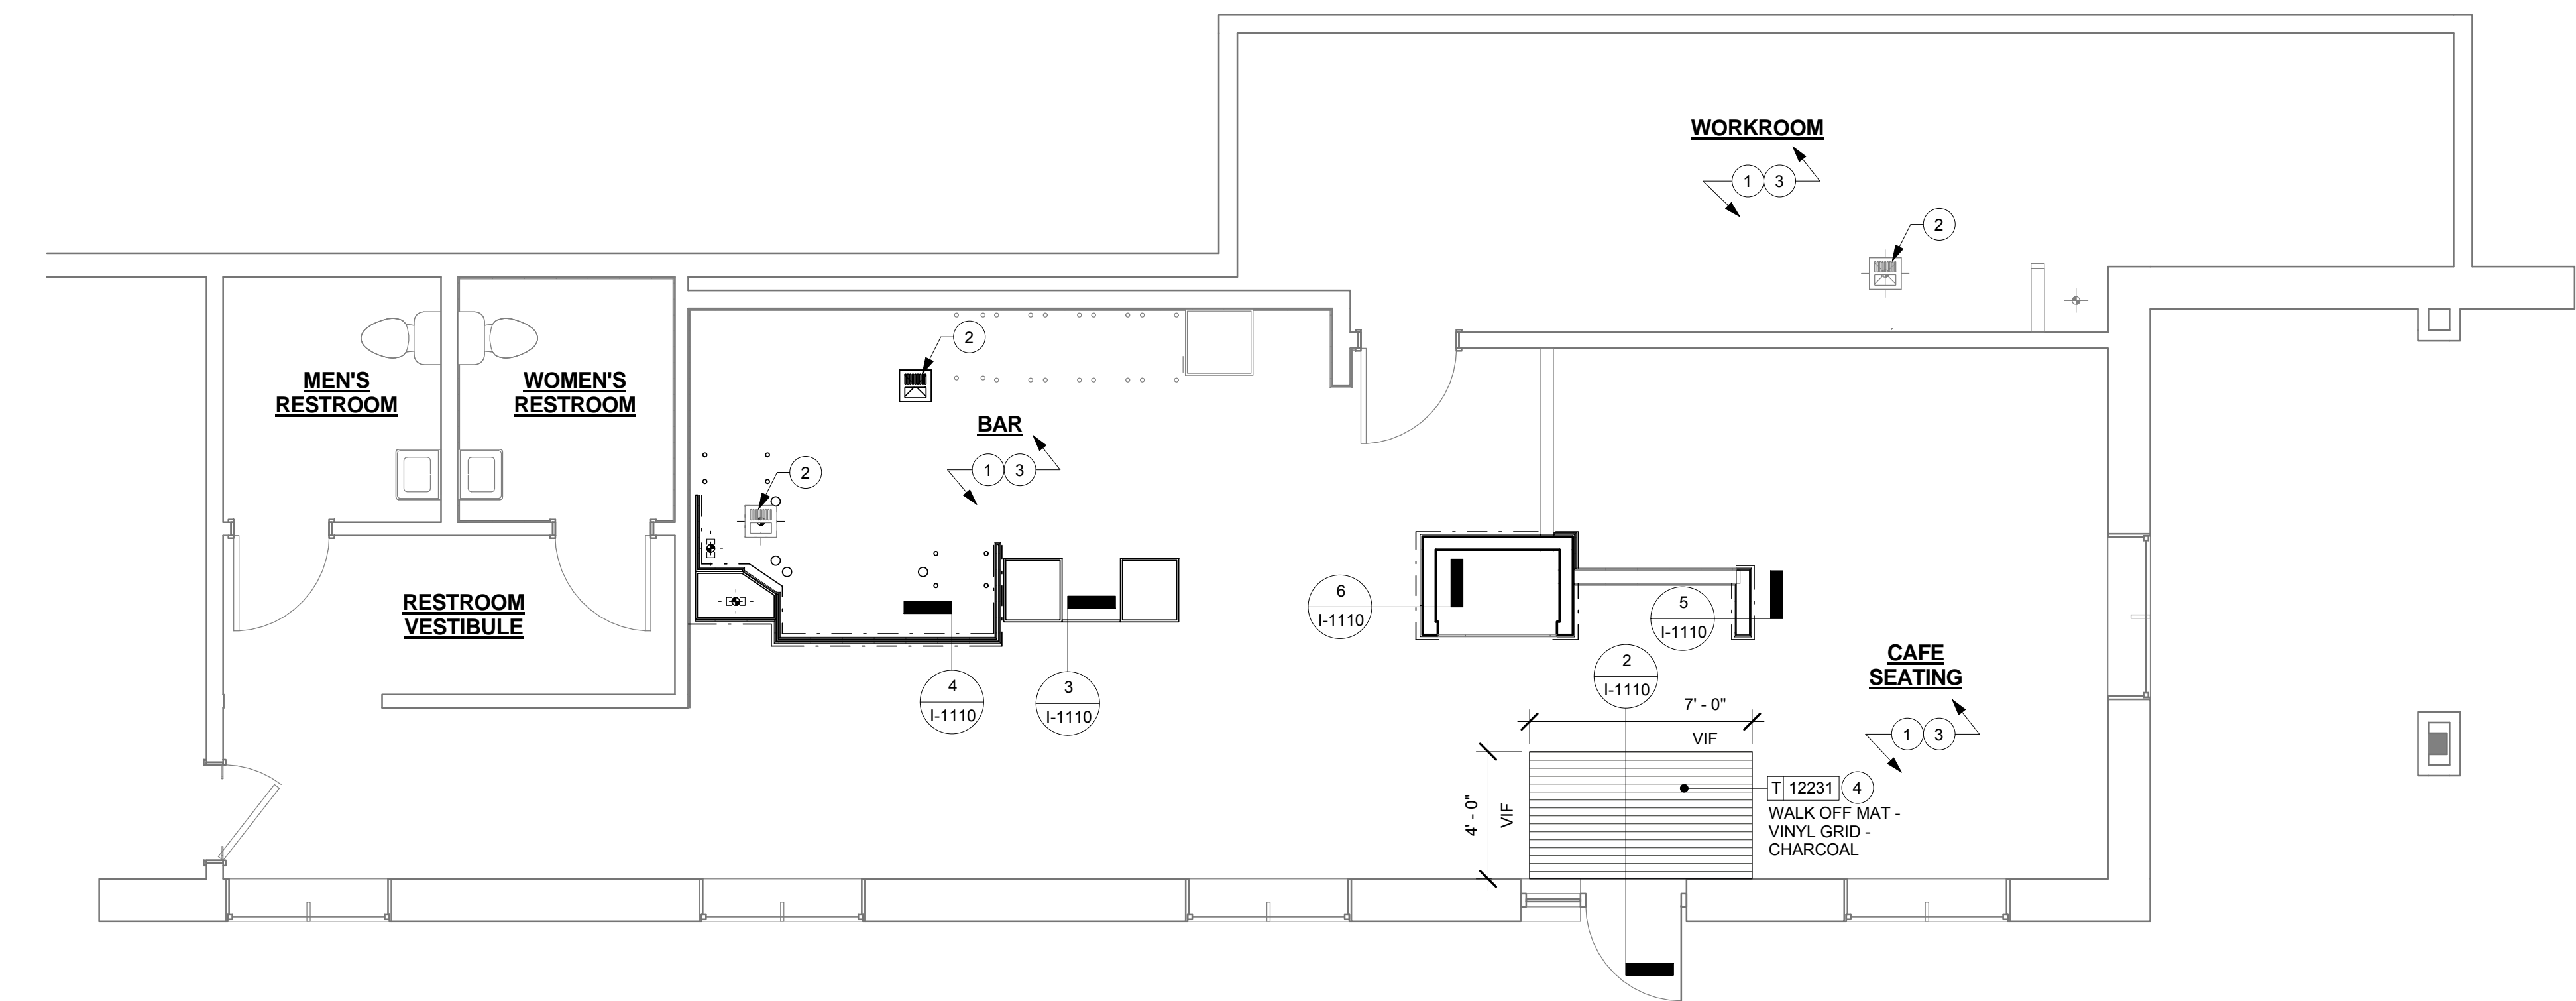 WORKROOM
1 3
2
2
MEN'S
RESTROOM
WOMEN'S
RESTROOM
BAR
1 3
2
RESTROOM
VESTIBULE
6
I-1110
5
I-1110
2
I-1110
4
I-1110
3
I-1110
CAFE
SEATING
1 3
7' - 0"
VIF
4' - 0"
VIF
T 12231 4
WALK OFF MAT -
VINYL GRID -
CHARCOAL